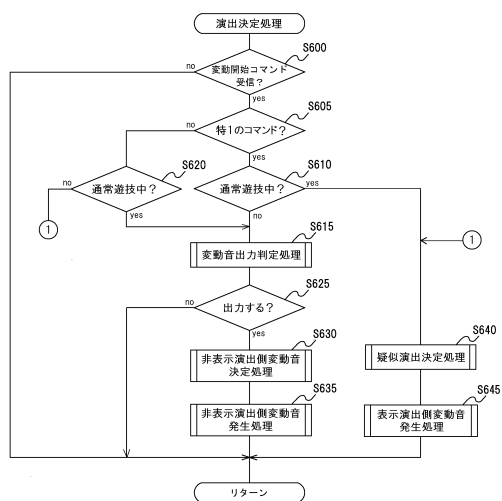 演出決定処理
S600
変動開始コマンド
受信?
no
yes
S605
特1のコマンド?
no
yes
S620
通常遊技中?
no
yes
S610
通常遊技中?
yes
no
1
1
S615
変動音出力判定処理
S625
出力する?
no
yes
S630
非表示演出側変動音
決定処理
S640
疑似演出決定処理
S635
非表示演出側変動音
発生処理
S645
表示演出側変動音
発生処理
リターン